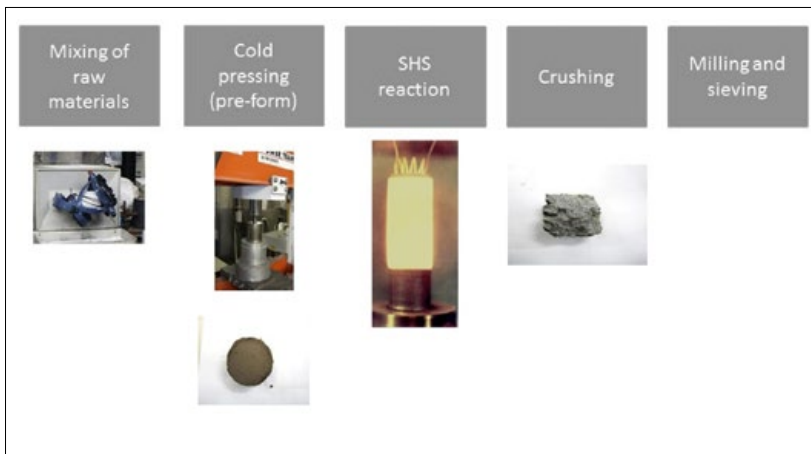 Mixing of
raw
materials
Cold
pressing
(pre-form)
SHS
reaction
Crushing
Milling and
sieving